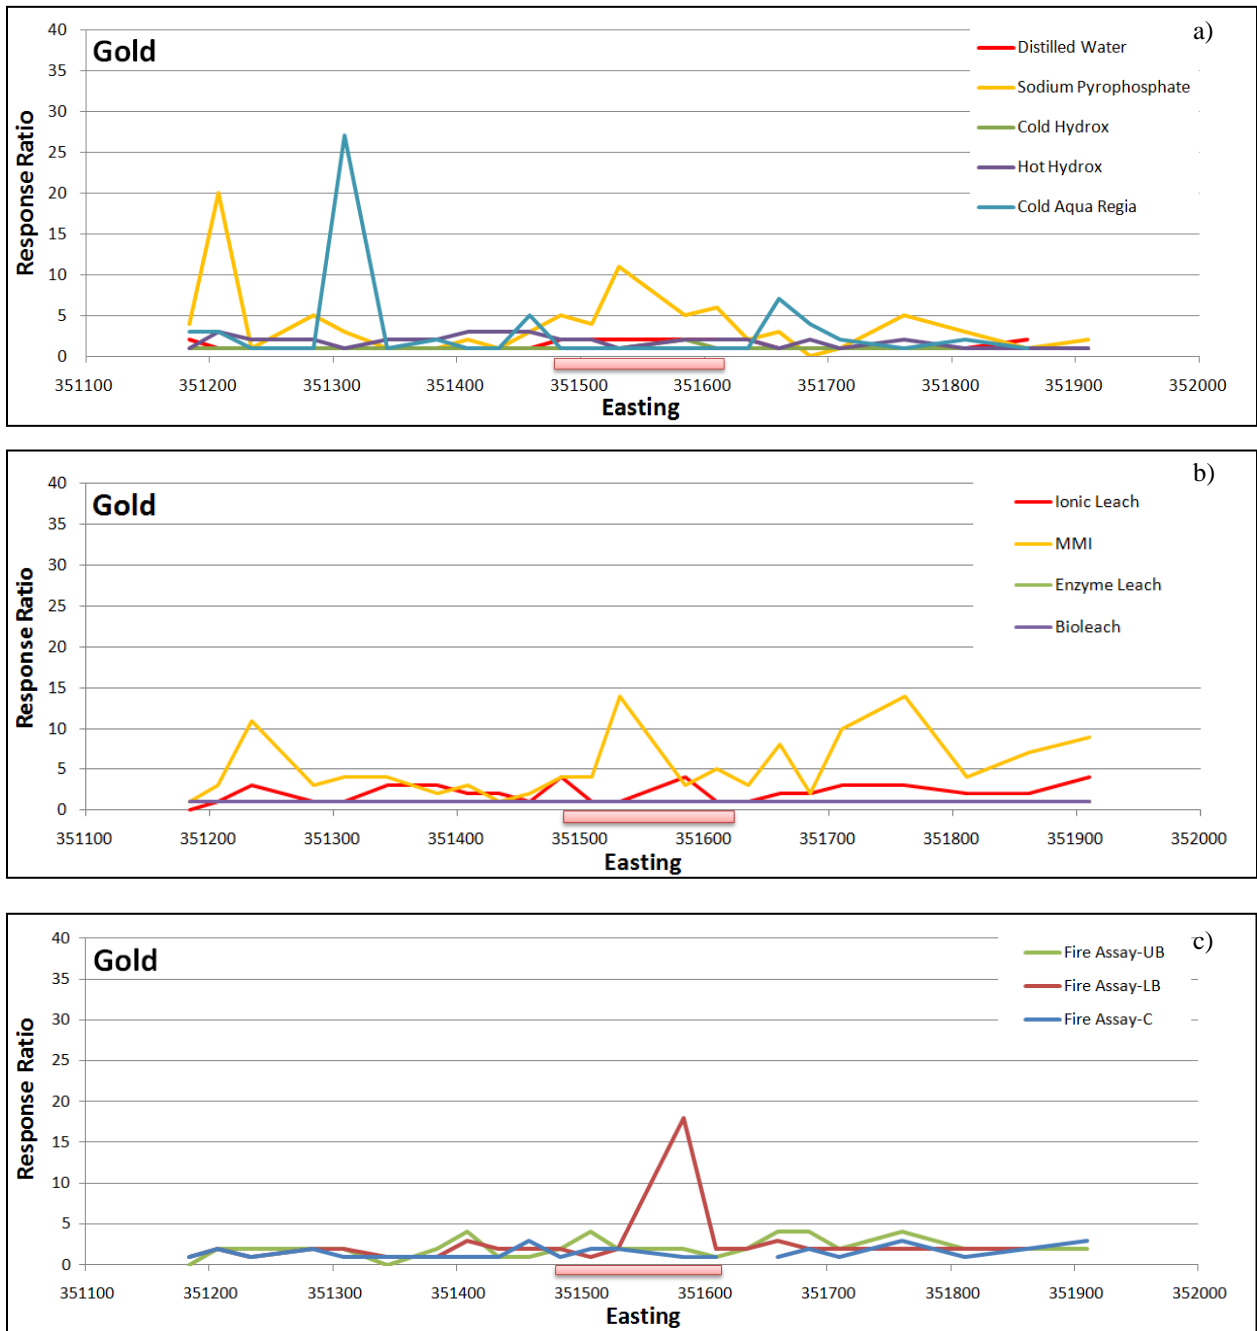 a)
Gold
Distilled Water
Sodium Pyrophosphate
Cold Hydrox
Hot Hydrox
Cold Aqua Regia
Response Ratio
40
35
30
25
20
15
10
5
0
351100 351200 351300 351400 351500 351600 351700 351800 351900 352000
Easting
b)
Gold
Ionic Leach
MMI
Enzyme Leach
Bioleach
Response Ratio
40
35
30
25
20
15
10
5
0
351100 351200 351300 351400 351500 351600 351700 351800 351900 352000
Easting
c)
Gold
Fire Assay-UB
Fire Assay-LB
Fire Assay-C
Response Ratio
40
35
30
25
20
15
10
5
0
351100 351200 351300 351400 351500 351600 351700 351800 351900 352000
Easting